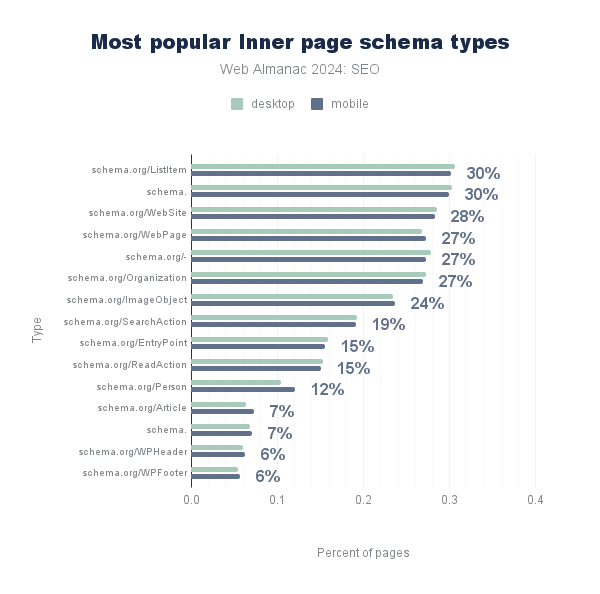 Most popular Inner page schema types
Web Almanac 2024: SEO
desktop mobile
schema.org/ListItem 30%
schema. 30%
schema.org/WebSite 28%
schema.org/WebPage 27%
schema.org/- 27%
schema.org/Organization 27%
schema.org/ImageObject 24%
schema.org/SearchAction 19%
schema.org/EntryPoint 15%
schema.org/ReadAction 15%
schema.org/Person 12%
schema.org/Article 7%
schema. 7%
schema.org/WPHeader 6%
schema.org/WPFooter 6%
Type
0.0 0.1 0.2 0.3 0.4
Percent of pages